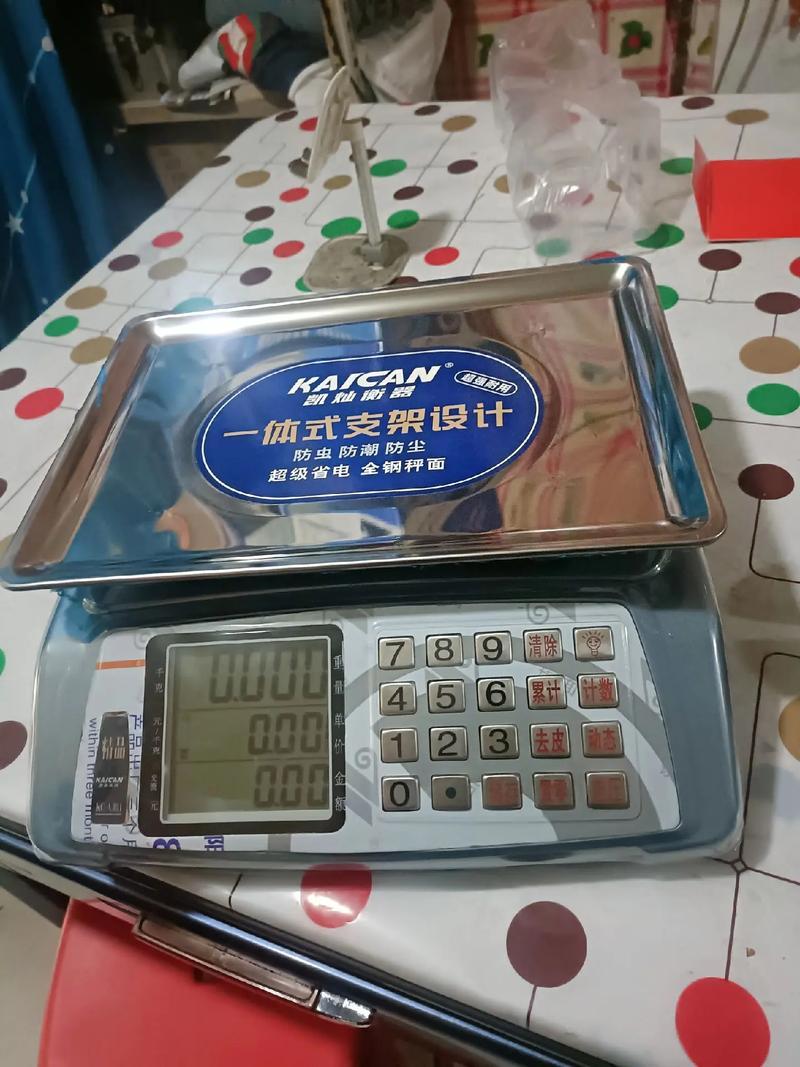 KAICAN®
超强耐用
凯灿衡器
一体式支架设计
防虫 防潮 防尘
超级省电 全钢秤面
重量
千克
0.000
单价
元/千克
0.00
金额
元
0.00
精品
KAICAN
within three mont
7 8 9 清除
4 5 6 累计 计数
1 2 3 去皮 动态
0 .